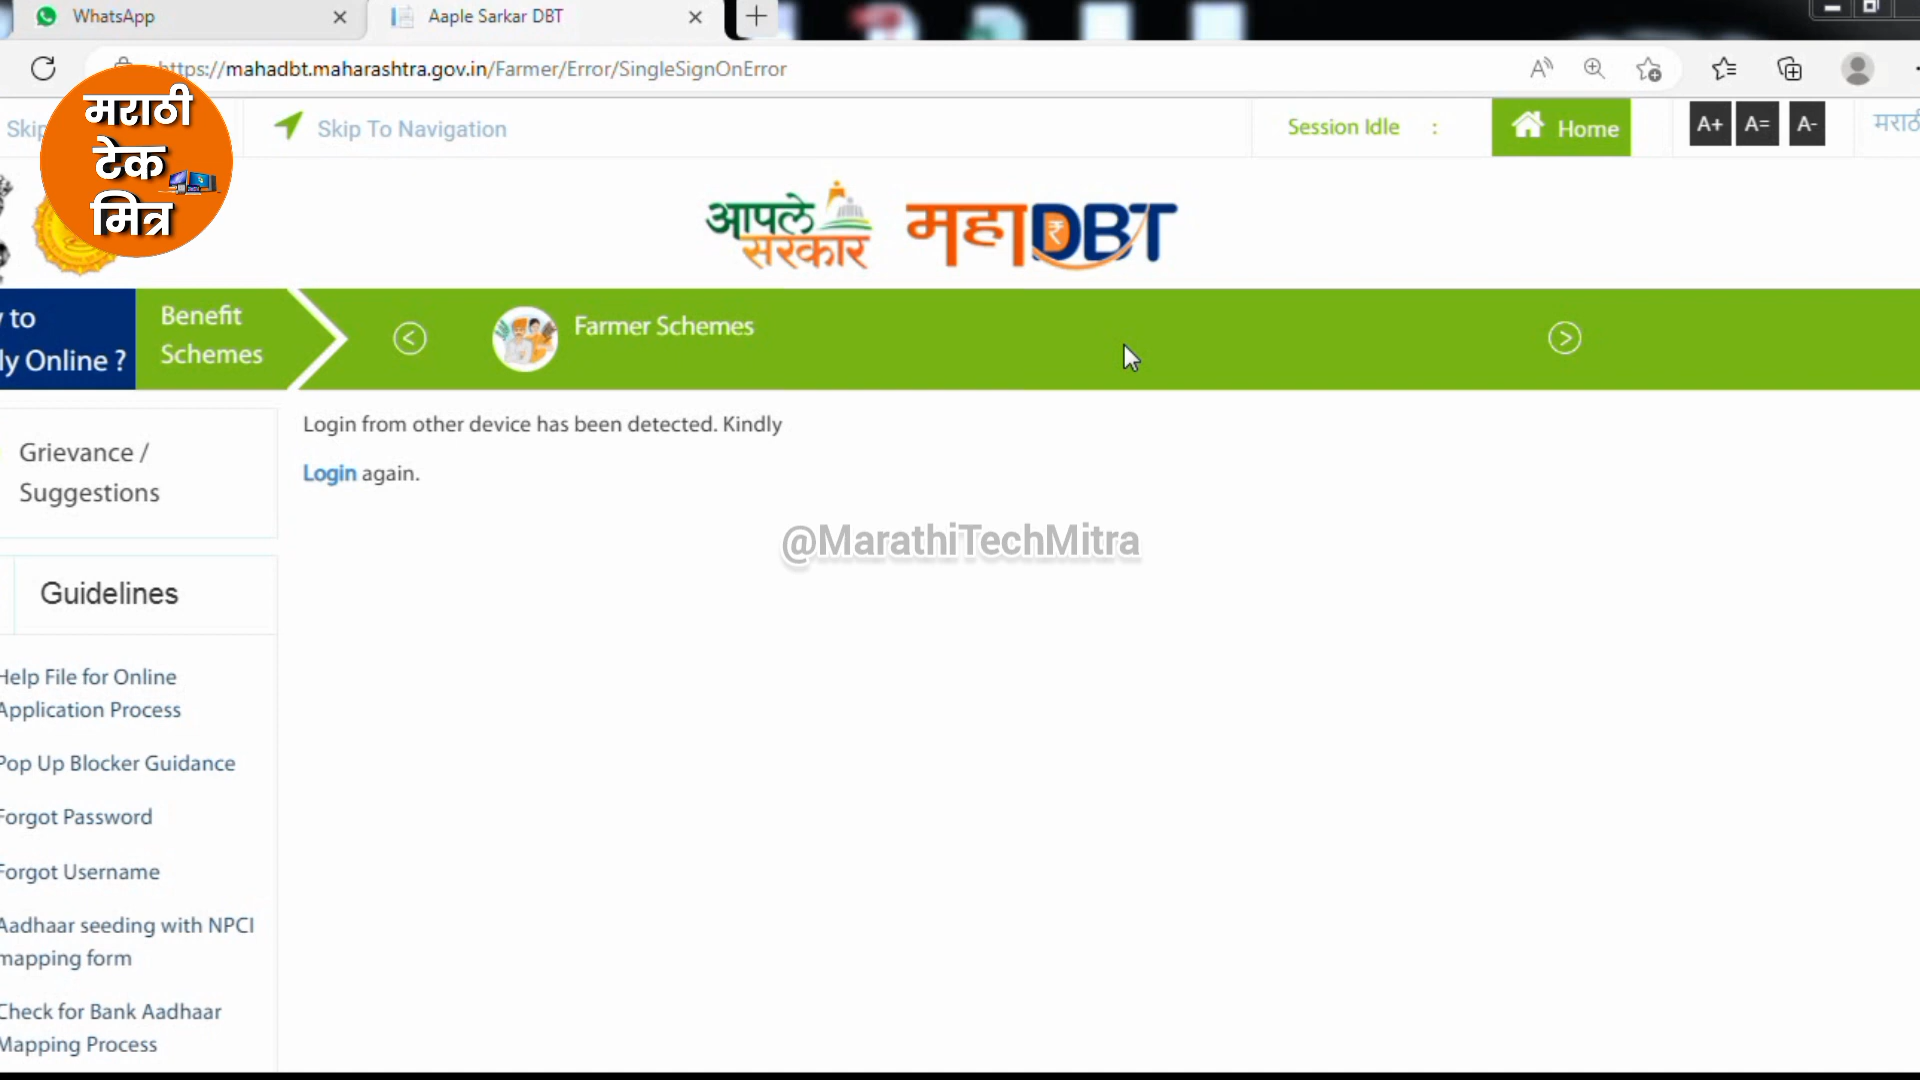 WhatsApp
Aaple Sarkar DBT
https://mahadbt.maharashtra.gov.in/Farmer/Error/SingleSignOnError
Skip
Skip To Navigation
Session Idle :
Home
A+ A= A-
मराठी
मराठी
टेक
मित्र
आपले
सरकार
महाDBT
to
ly Online ?
Benefit
Schemes
<
Farmer Schemes
>
Login from other device has been detected. Kindly
Login again.
Grievance /
Suggestions
@MarathiTechMitra
Guidelines
Help File for Online
Application Process
Pop Up Blocker Guidance
Forgot Password
Forgot Username
Aadhaar seeding with NPCI
mapping form
Check for Bank Aadhaar
Mapping Process